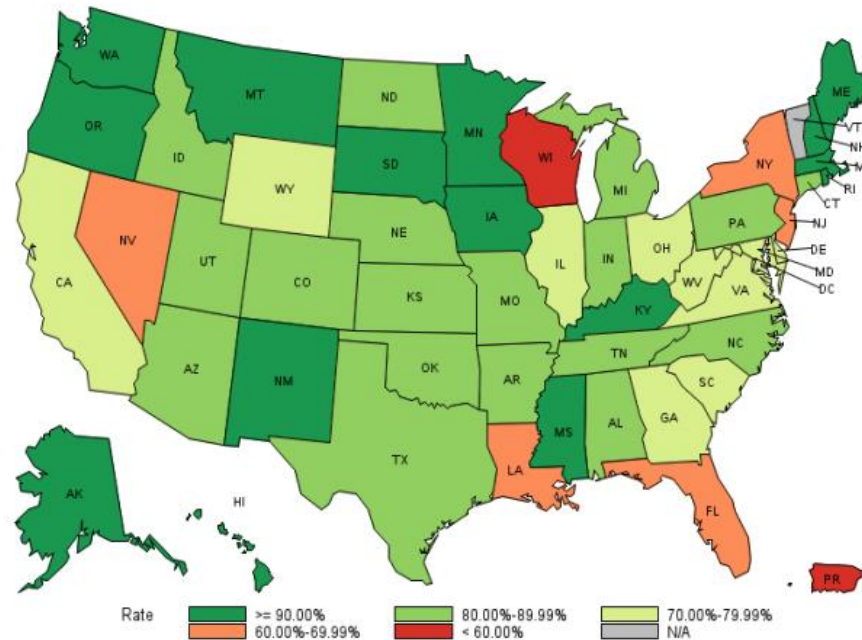 WA
ME
MT
ND
VT
OR
MN
NH
ID
SD
WI
NY
M
WY
MI
RI
CT
IA
PA
NV
NE
NJ
OH
DE
UT
IL
IN
MD
CA
CO
WV
VA
DC
KS
MO
KY
NC
TN
OK
AZ
NM
AR
SC
MS
AL
GA
TX
LA
AK
HI
FL
PR
Rate
>= 90.00%
80.00%-89.99%
70.00%-79.99%
60.00%-69.99%
< 60.00%
N/A